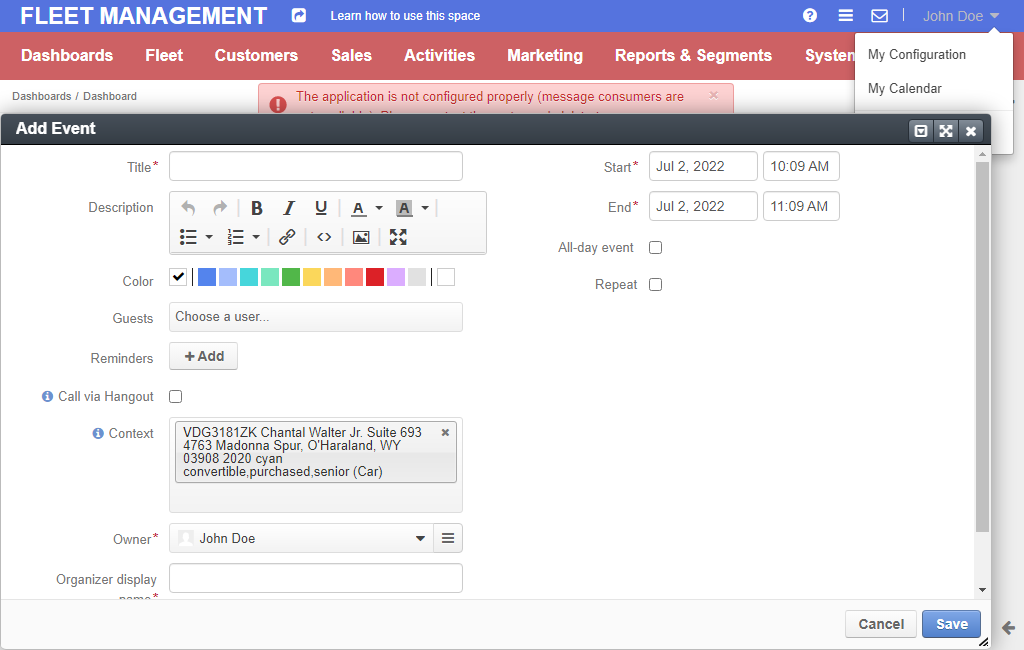 FLEET MANAGEMENT
Learn how to use this space
John Doe
Dashboards Fleet Customers Sales Activities Marketing Reports & Segments System
My Configuration
My Calendar
Dashboards / Dashboard
The application is not configured properly (message consumers are
×
Add Event
Title*
Description
B I U A A
Color
Guests
Choose a user...
Reminders
+ Add
Call via Hangout
Context
VDG3181ZK Chantal Walter Jr. Suite 693
4763 Madonna Spur, O'Haraland, WY
03908 2020 cyan
convertible,purchased,senior (Car)
Owner*
John Doe
Organizer display
name*
Start* Jul 2, 2022 10:09 AM
End* Jul 2, 2022 11:09 AM
All-day event
Repeat
Cancel Save